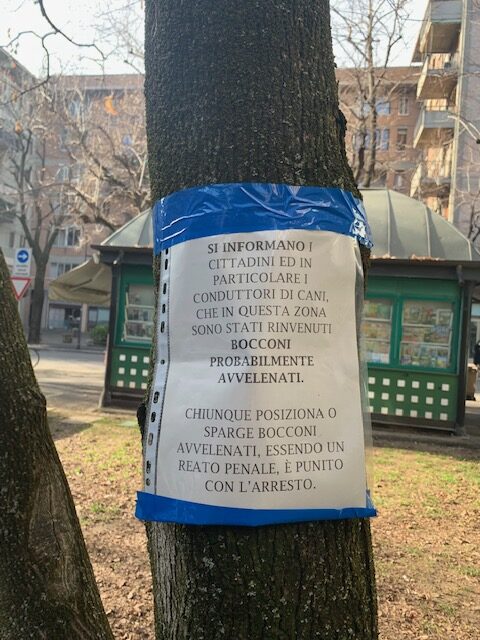 SI INFORMANO I
CITTADINI ED IN
PARTICOLARE I
CONDUTTORI DI CANI,
CHE IN QUESTA ZONA
SONO STATI RINVENUTI
BOCCONI
PROBABILMENTE
AVVELENATI.
CHIUNQUE POSIZIONA O
SPARGE BOCCONI
AVVELENATI, ESSENDO UN
REATO PENALE, È PUNITO
CON L'ARRESTO.